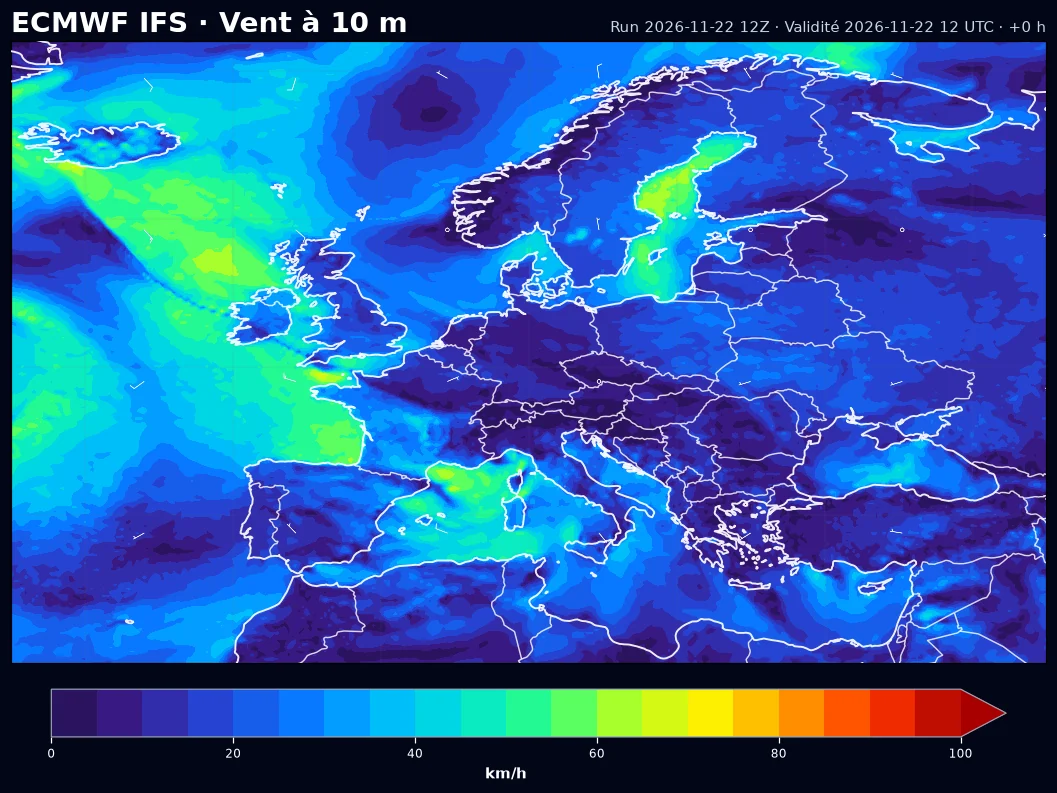 ECMWF IFS · Vent à 10 m
Run 2026-11-22 12Z · Validité 2026-11-22 12 UTC · +0 h
0 20 40 60 80 100
km/h